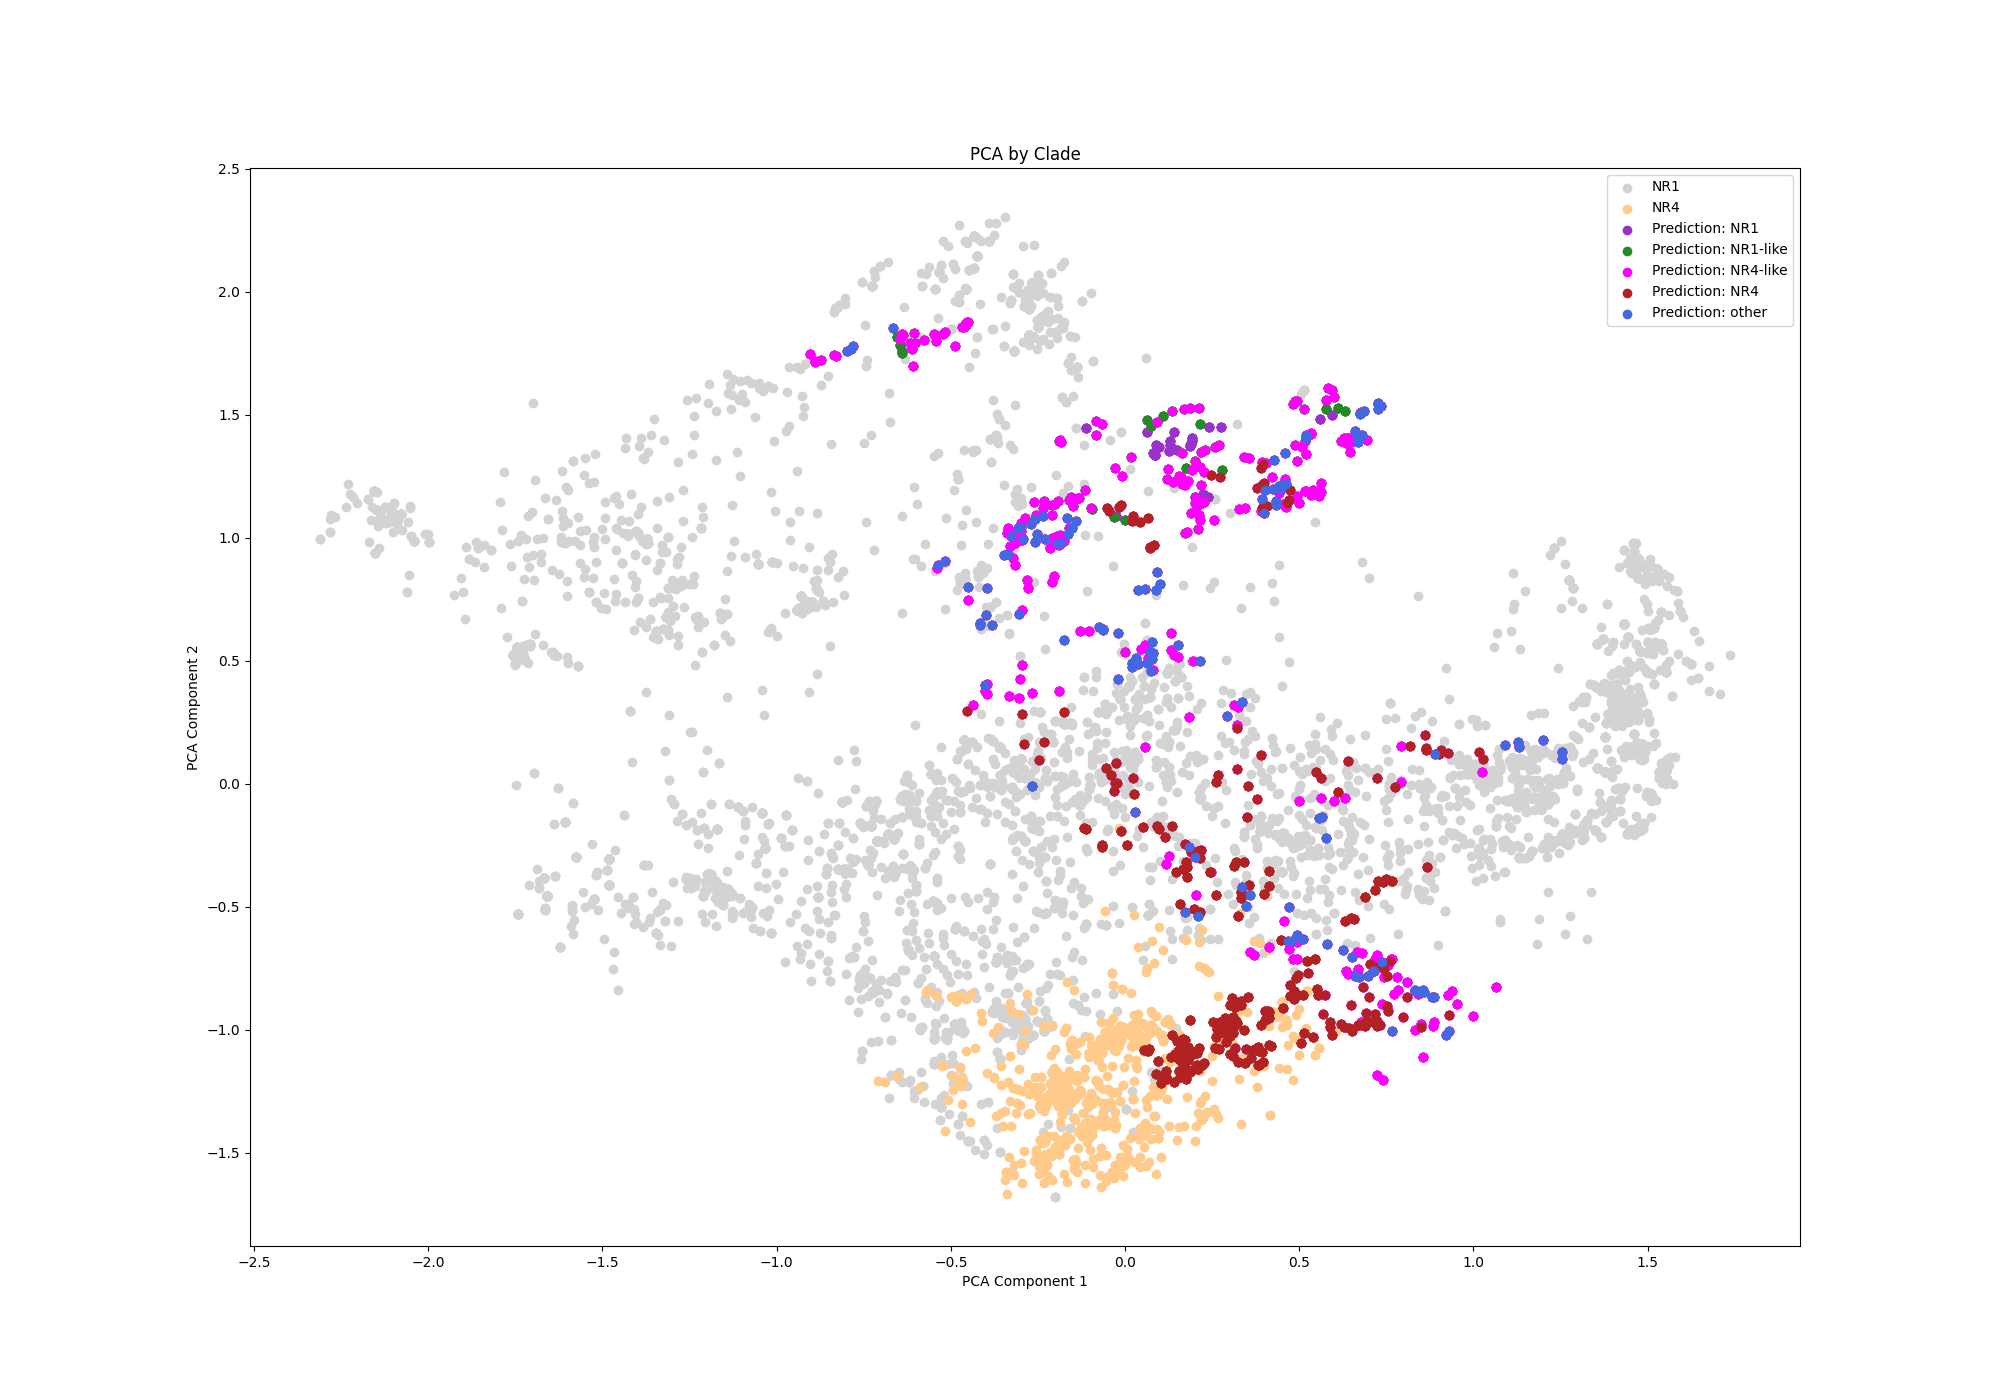 PCA by Clade
2.5
2.0
1.5
1.0
0.5
0.0
−0.5
−1.0
−1.5
PCA Component 2
NR1
NR4
Prediction: NR1
Prediction: NR1-like
Prediction: NR4-like
Prediction: NR4
Prediction: other
−2.5 −2.0 −1.5 −1.0 −0.5 0.0 0.5 1.0 1.5
PCA Component 1